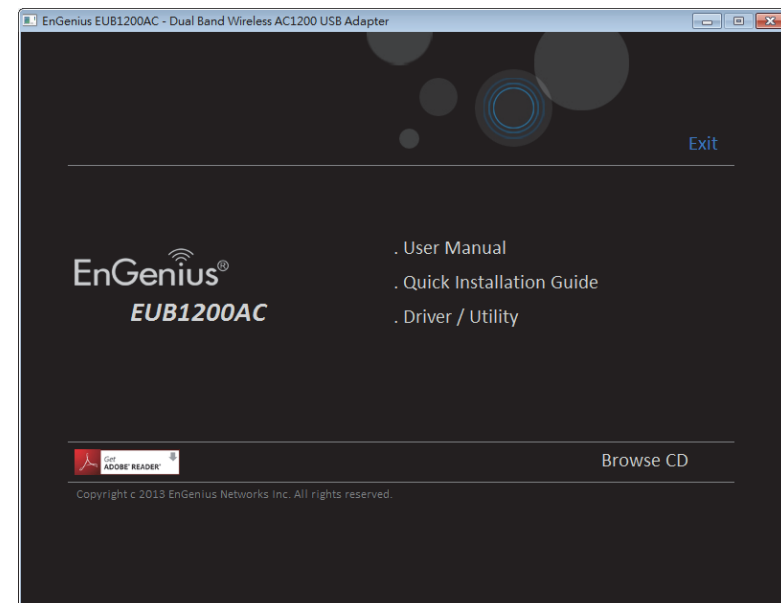 EnGenius EUB1200AC - Dual Band Wireless AC1200 USB Adapter
Exit
EnGenius®
EUB1200AC
. User Manual
. Quick Installation Guide
. Driver / Utility
Get
ADOBE® READER®
Browse CD
Copyright c 2013 EnGenius Networks Inc. All rights reserved.